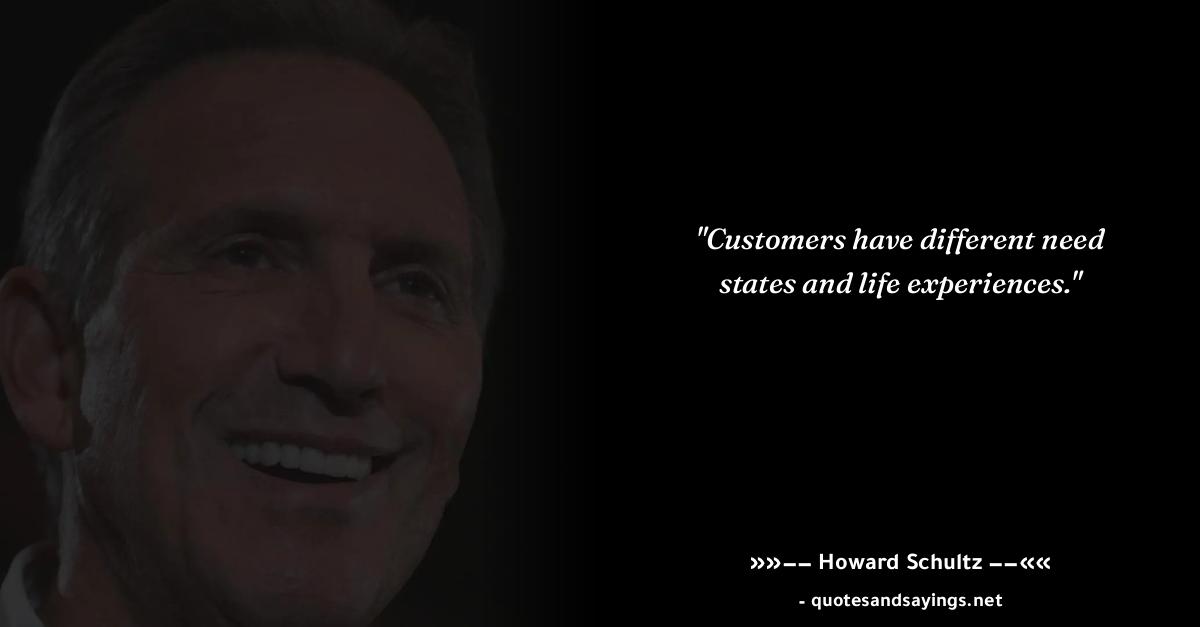 "Customers have different need
states and life experiences."
»»−− Howard Schultz −−««
- quotesandsayings.net